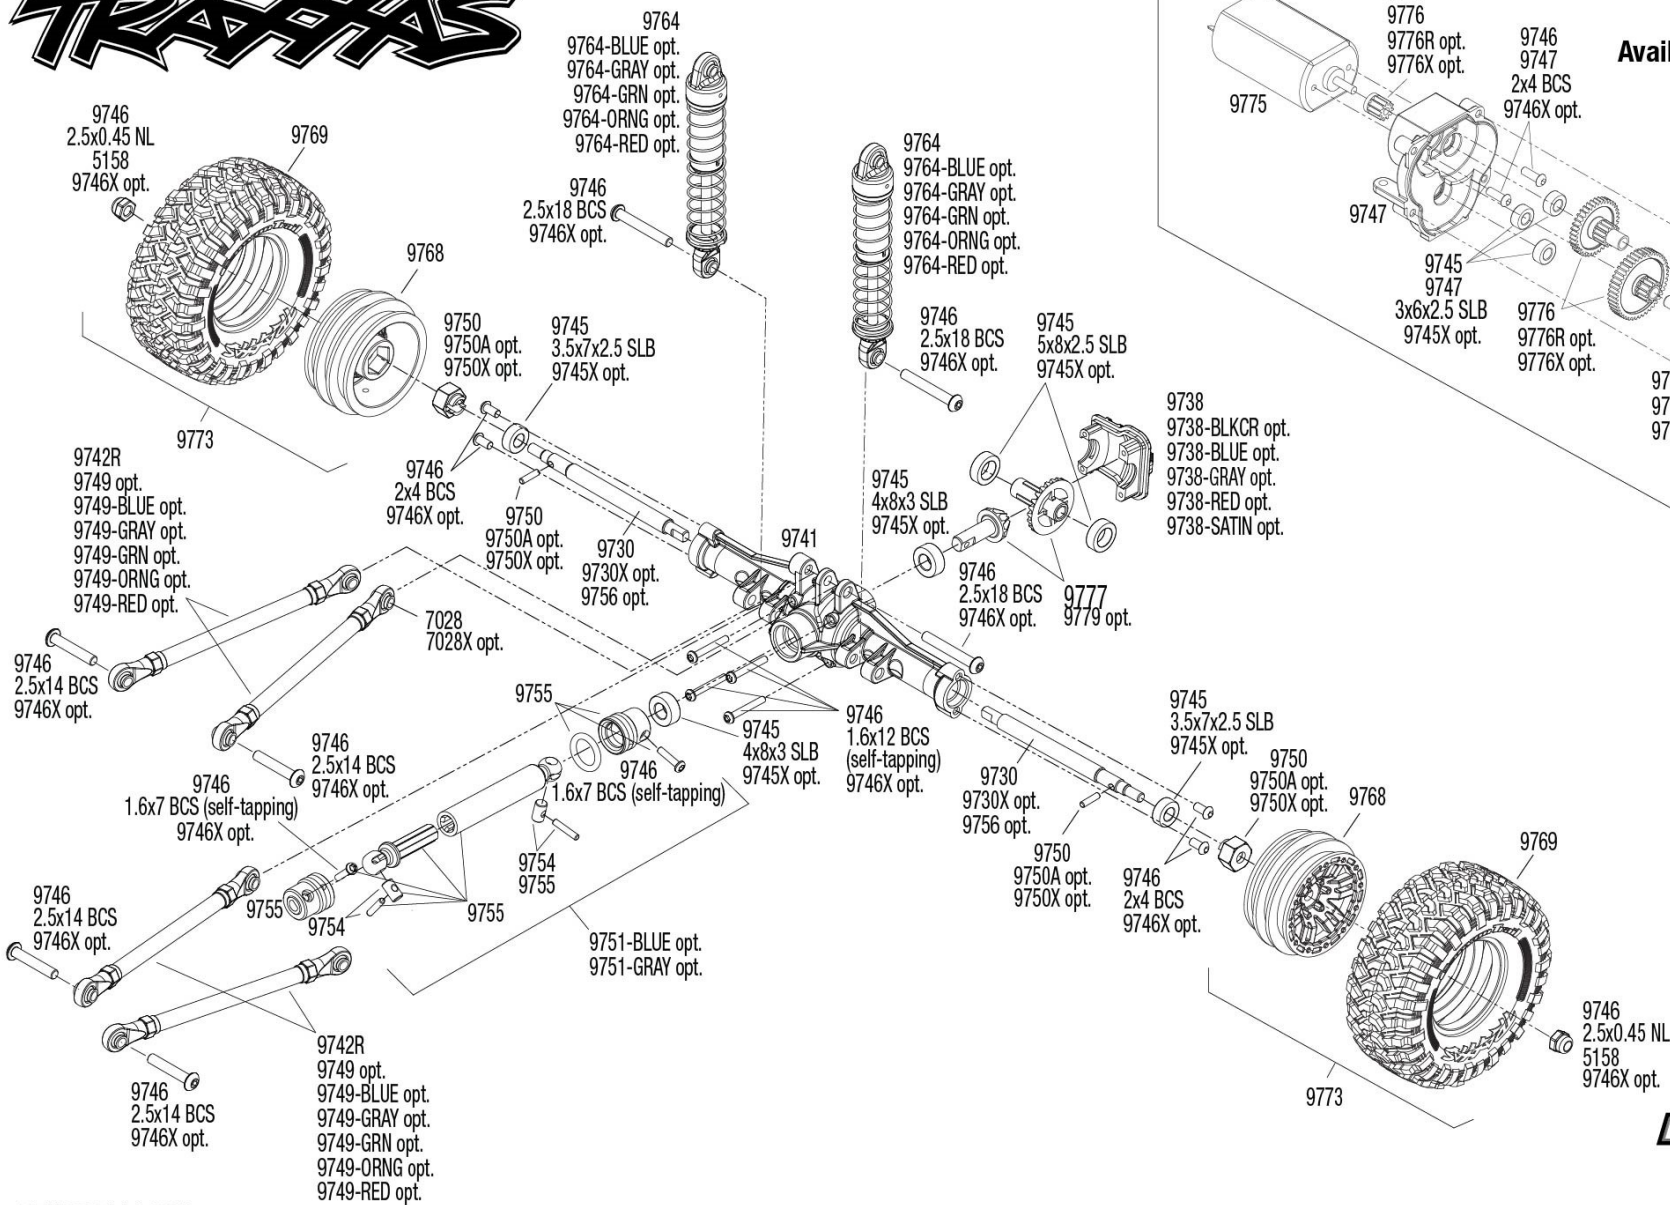 TRAXXAS
9764
9764-BLUE opt.
9764-GRAY opt.
9764-GRN opt.
9764-ORNG opt.
9764-RED opt.
9776
9776R opt.
9776X opt.
9746
9747
2x4 BCS
9746X opt.
9775
9747
9745
9747
3x6x2.5 SLB
9745X opt.
9776
9776R opt.
9776X opt.
9746
2.5x0.45 NL
5158
9746X opt.
9769
9746
2.5x18 BCS
9746X opt.
9764
9764-BLUE opt.
9764-GRAY opt.
9764-GRN opt.
9764-ORNG opt.
9764-RED opt.
9768
9750
9750A opt.
9750X opt.
9745
3.5x7x2.5 SLB
9745X opt.
9746
2.5x18 BCS
9746X opt.
9745
5x8x2.5 SLB
9745X opt.
9738
9738-BLKCR opt.
9738-BLUE opt.
9738-GRAY opt.
9738-RED opt.
9738-SATIN opt.
9773
9742R
9749 opt.
9749-BLUE opt.
9749-GRAY opt.
9749-GRN opt.
9749-ORNG opt.
9749-RED opt.
9746
2x4 BCS
9746X opt.
9750
9750A opt.
9750X opt.
9730
9730X opt.
9756 opt.
9741
9745
4x8x3 SLB
9745X opt.
9746
2.5x18 BCS
9746X opt.
9777
9779 opt.
7028
7028X opt.
9746
2.5x14 BCS
9746X opt.
9755
9746
2.5x14 BCS
9746X opt.
9746
1.6x7 BCS (self-tapping)
9746X opt.
9746
1.6x7 BCS (self-tapping)
9745
4x8x3 SLB
9745X opt.
9746
1.6x12 BCS
(self-tapping)
9746X opt.
9745
3.5x7x2.5 SLB
9745X opt.
9730
9730X opt.
9756 opt.
9750
9750A opt.
9750X opt.
9768
9769
9754
9755
9750
9750A opt.
9750X opt.
9746
2x4 BCS
9746X opt.
9746
2.5x14 BCS
9746X opt.
9755
9754
9755
9751-BLUE opt.
9751-GRAY opt.
9746
2.5x14 BCS
9746X opt.
9742R
9749 opt.
9749-BLUE opt.
9749-GRAY opt.
9749-GRN opt.
9749-ORNG opt.
9749-RED opt.
9773
9746
2.5x0.45 NL
5158
9746X opt.